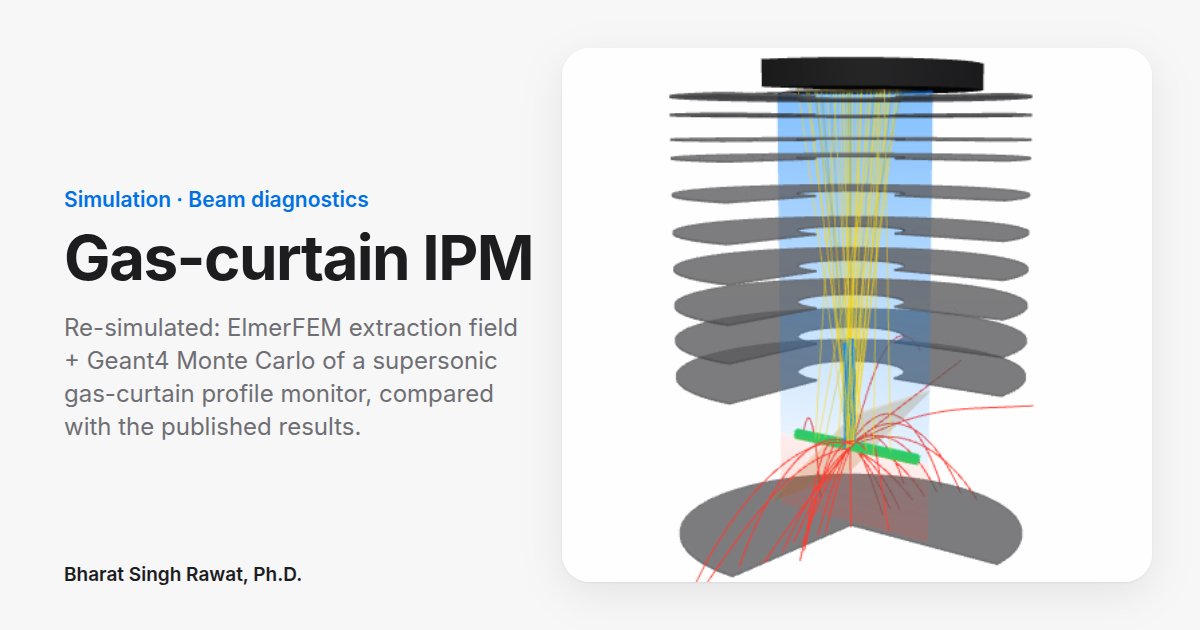 Simulation · Beam diagnostics
Gas-curtain IPM
Re-simulated: ElmerFEM extraction field
+ Geant4 Monte Carlo of a supersonic
gas-curtain profile monitor, compared
with the published results.
Bharat Singh Rawat, Ph.D.